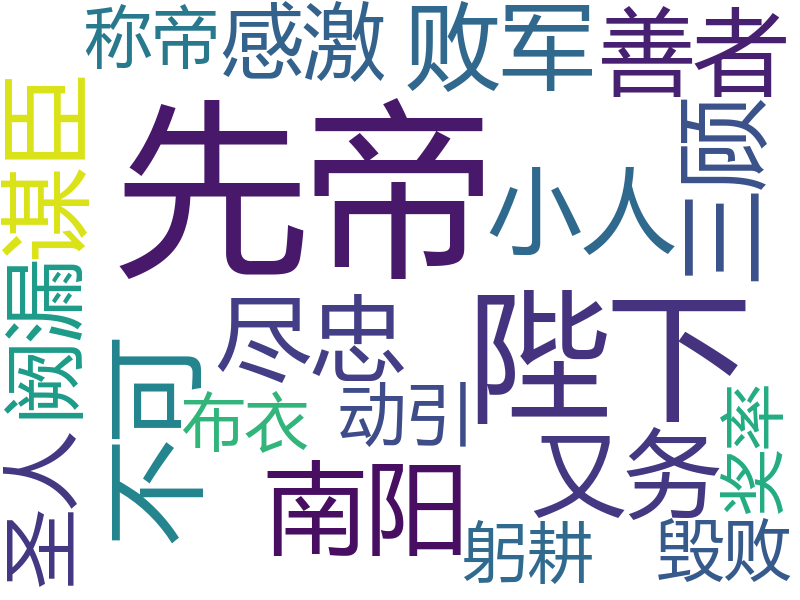 称帝
感激
败军
善者
谋臣
先帝
三顾
小人
阙漏
尽忠
陛下
不可
布衣
动引
又务
奖率
圣人
南阳
躬耕
毁败